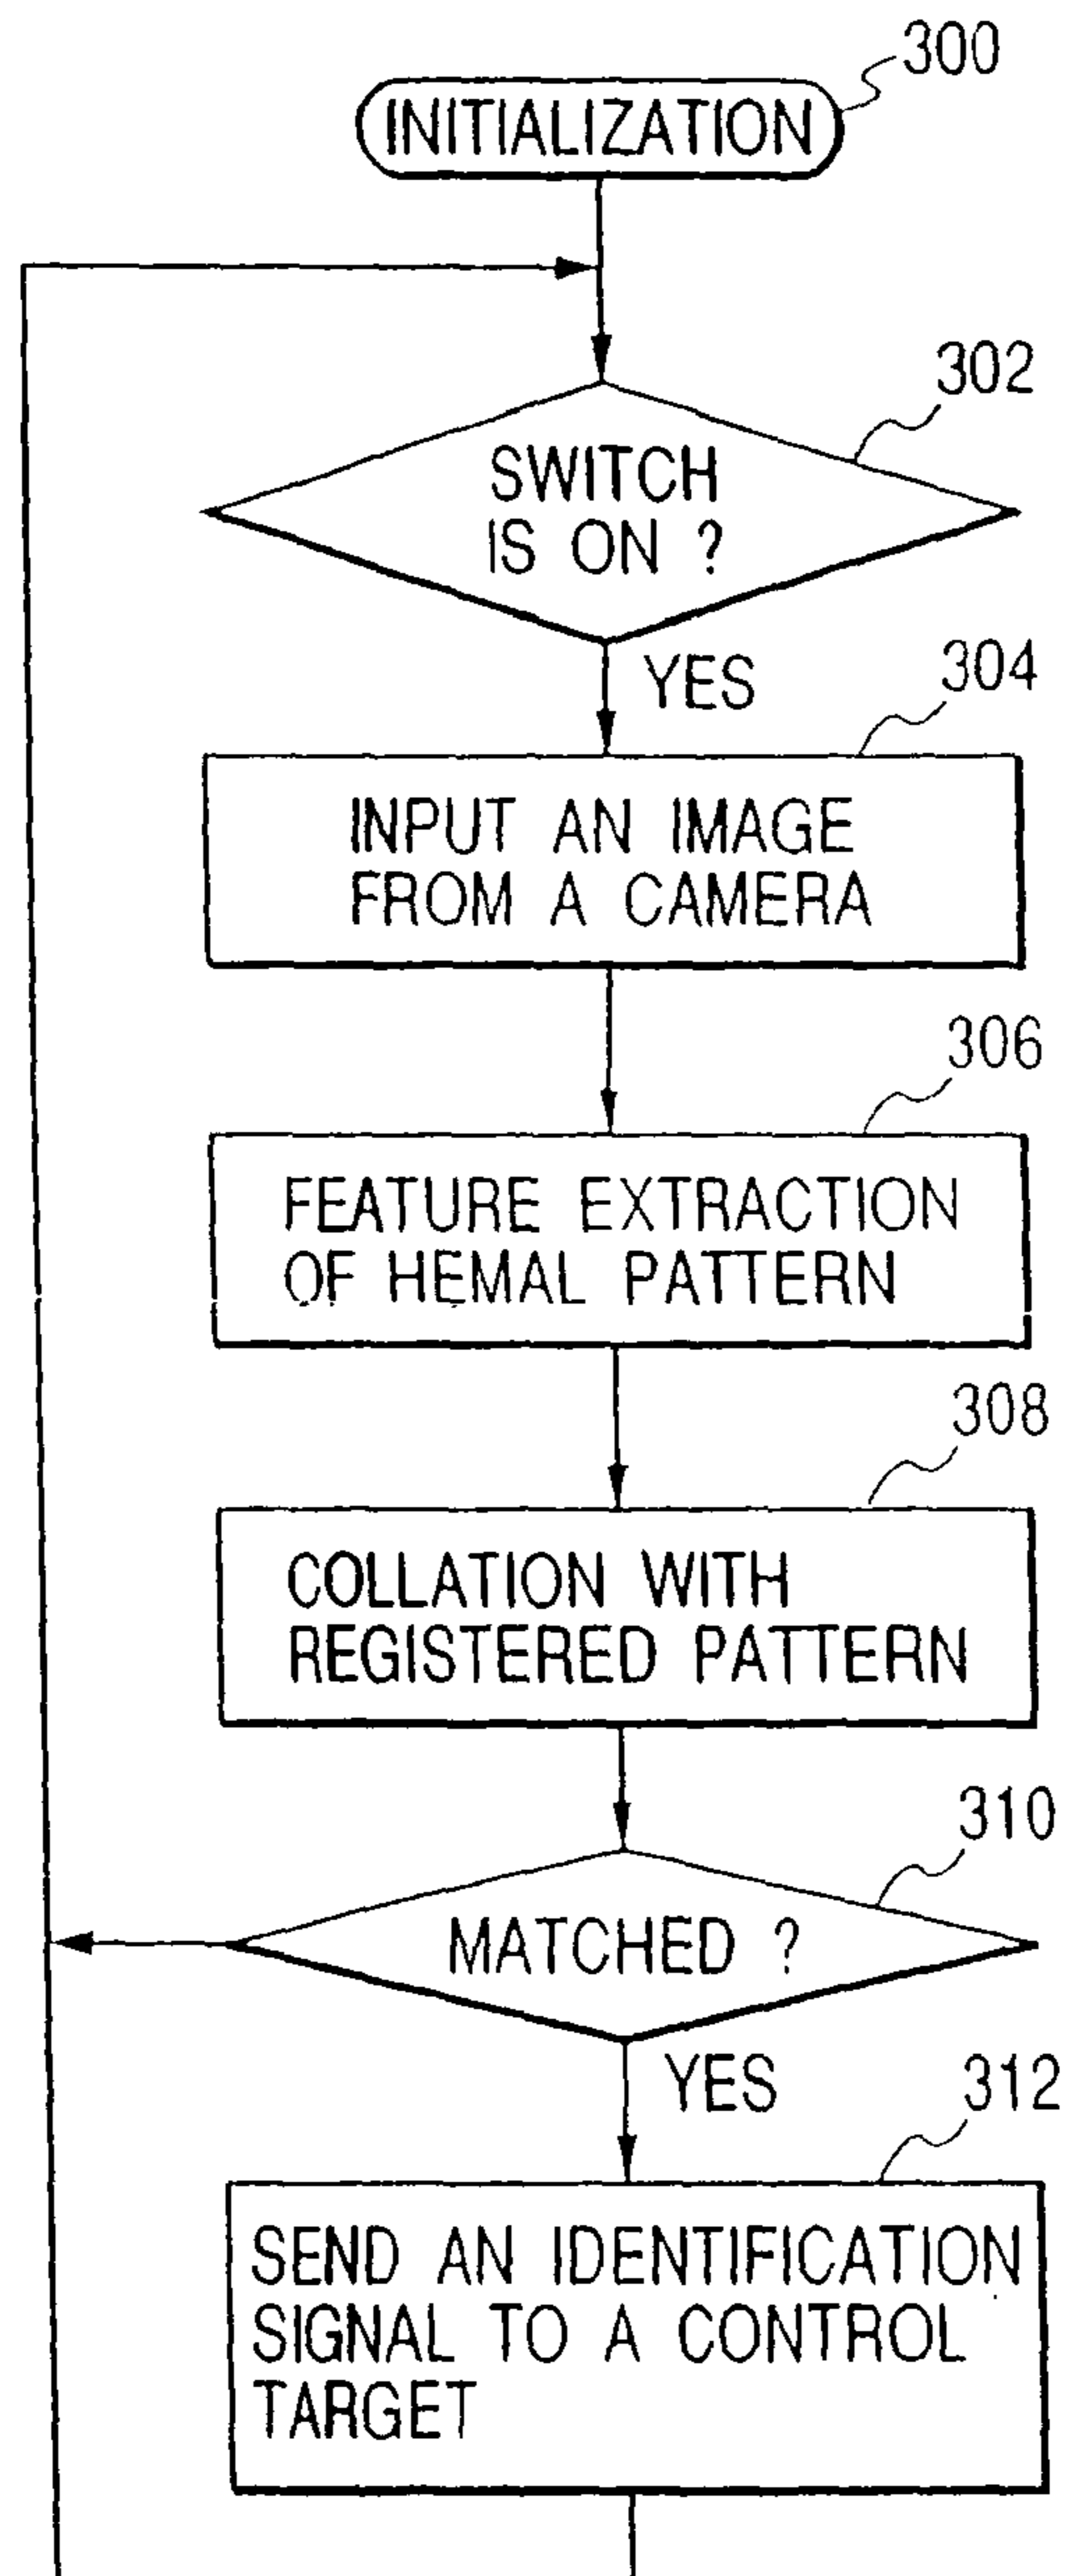 300
INITIALIZATION
302
SWITCH
IS ON ?
YES
304
INPUT AN IMAGE
FROM A CAMERA
306
FEATURE EXTRACTION
OF HEMAL PATTERN
308
COLLATION WITH
REGISTERED PATTERN
310
MATCHED ?
YES
312
SEND AN IDENTIFICATION
SIGNAL TO A CONTROL
TARGET